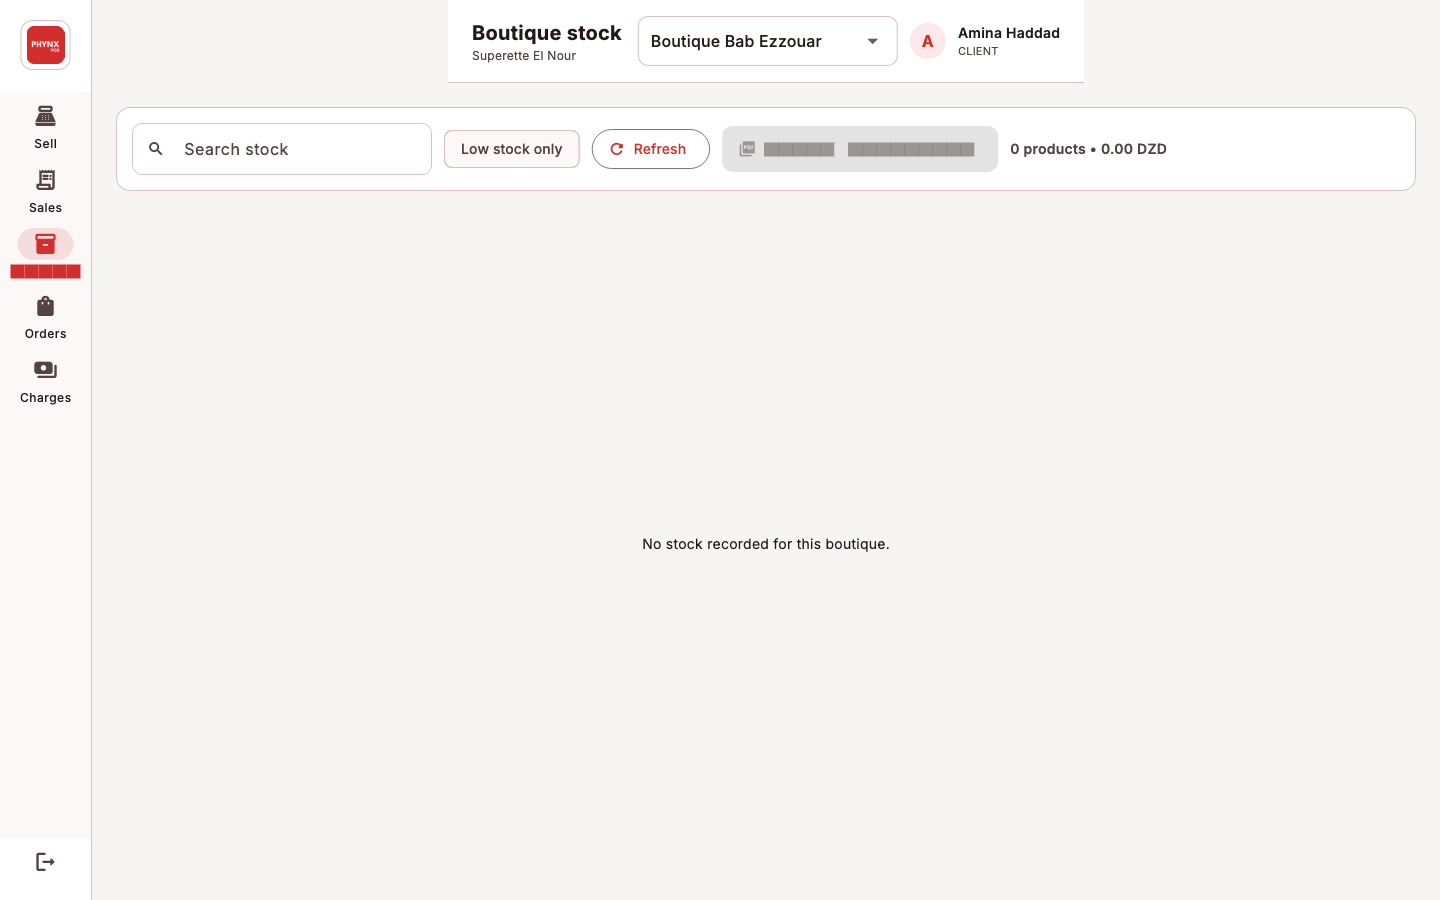 PHYNX
POS
Boutique stock
Superette El Nour
Boutique Bab Ezzouar
A
Amina Haddad
CLIENT
Sell
Sales
Orders
Charges
Search stock
Low stock only
Refresh
0 products • 0.00 DZD
No stock recorded for this boutique.